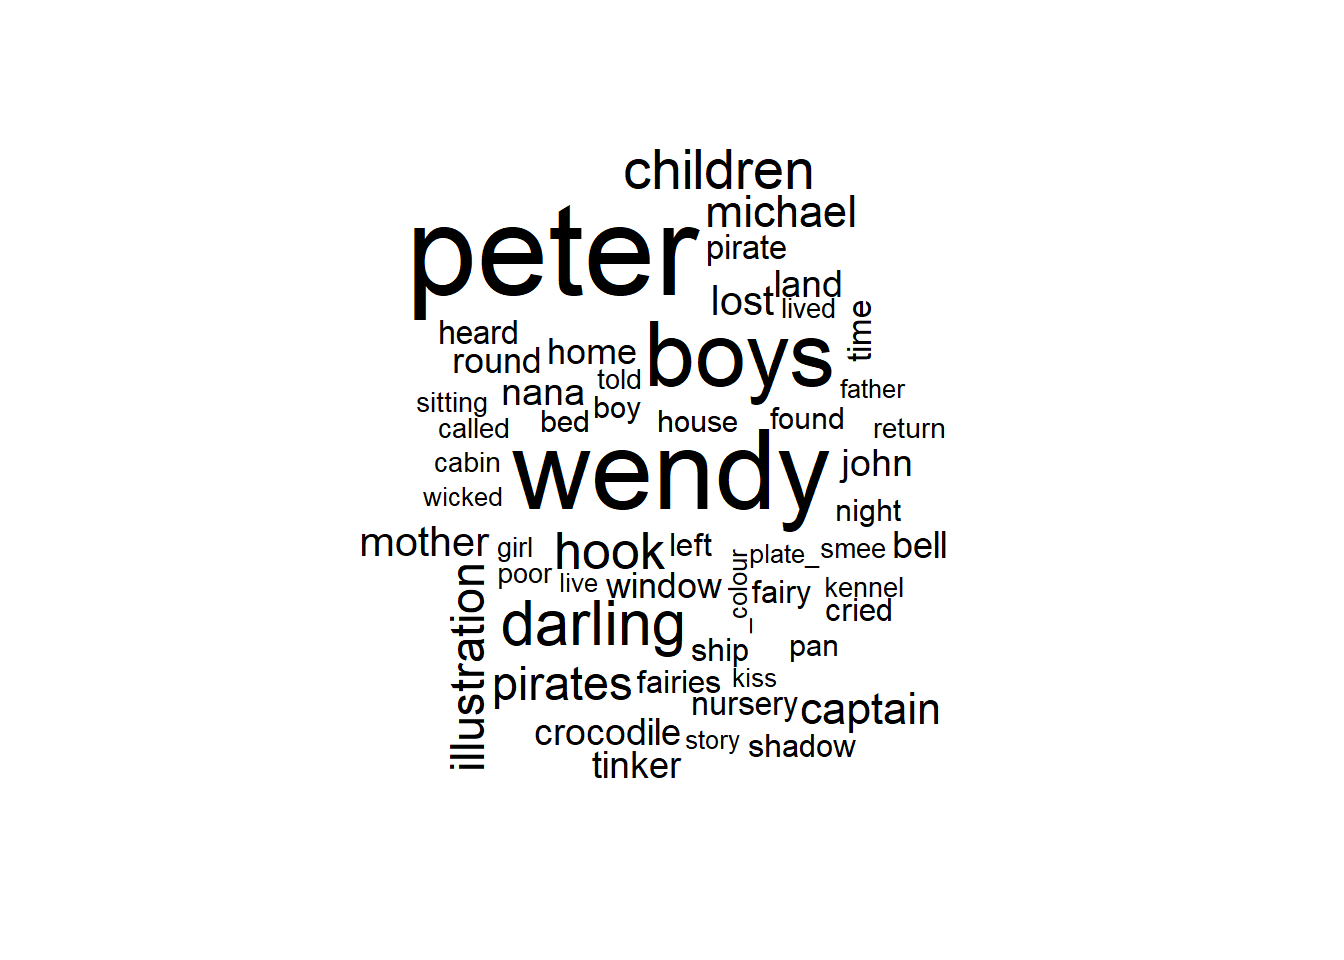 children
michael
peter
pirate
land
lost
lived
time
heard
boys
round
home
told
nana
father
sitting
boy
called
bed
house
found
return
cabin
wendy
john
wicked
night
mother
girl
hook
left
_colour
plate_
smee
bell
poor
live
window
fairy
kennel
cried
illustration
darling
ship
pan
pirates
fairies
kiss
nursery
captain
crocodile
story
shadow
tinker